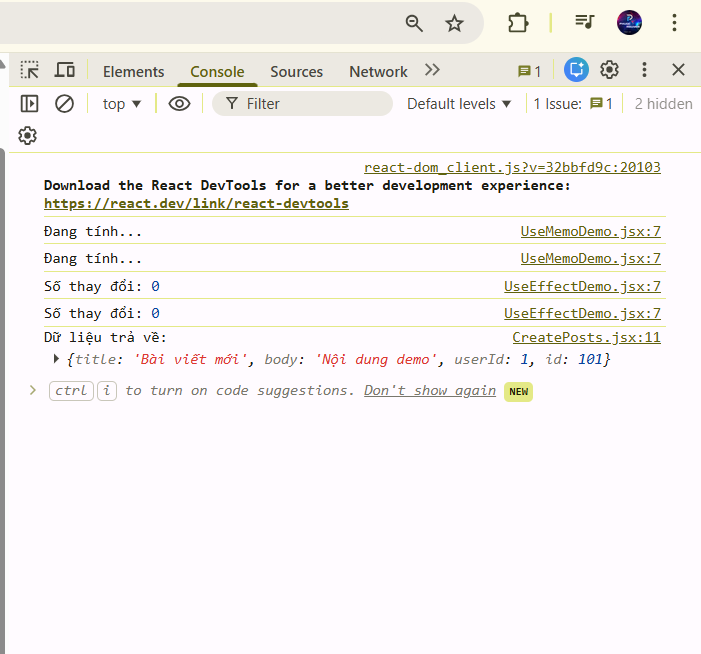 Elements Console Sources Network 1
top Filter Default levels 1 Issue: 1 2 hidden
react-dom_client.js?v=32bbfd9c:20103
Download the React DevTools for a better development experience:
https://react.dev/link/react-devtools
Đang tính... UseMemoDemo.jsx:7
Đang tính... UseMemoDemo.jsx:7
Số thay đổi: 0 UseEffectDemo.jsx:7
Số thay đổi: 0 UseEffectDemo.jsx:7
Dữ liệu trả về: CreatePosts.jsx:11
{title: 'Bài viết mới', body: 'Nội dung demo', userId: 1, id: 101}
ctrl i to turn on code suggestions. Don't show again NEW